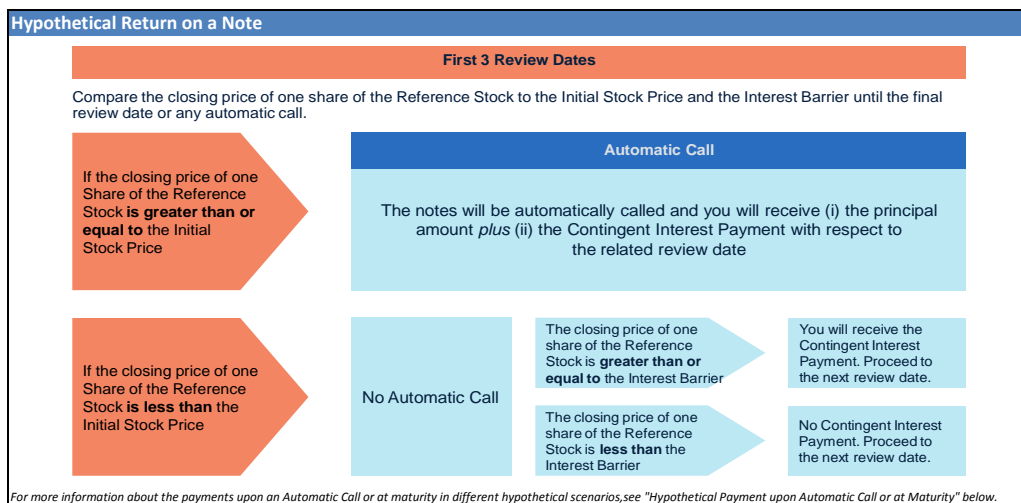 Hypothetical Return on a Note
First 3 Review Dates
Compare the closing price of one share of the Reference Stock to the Initial Stock Price and the Interest Barrier until the final
review date or any automatic call.
If the closing price of one
Share of the Reference
Stock is greater than or
equal to the Initial
Stock Price
Automatic Call
The notes will be automatically called and you will receive (i) the principal
amount plus (ii) the Contingent Interest Payment with respect to
the related review date
If the closing price of one
Share of the Reference
Stock is less than the
Initial Stock Price
No Automatic Call
The closing price of one
share of the Reference
Stock is greater than or
equal to the Interest Barrier
You will receive the
Contingent Interest
Payment. Proceed to
the next review date.
The closing price of one
share of the Reference
Stock is less than the
Interest Barrier
No Contingent Interest
Payment. Proceed to
the next review date.
For more information about the payments upon an Automatic Call or at maturity in different hypothetical scenarios,see "Hypothetical Payment upon Automatic Call or at Maturity" below.